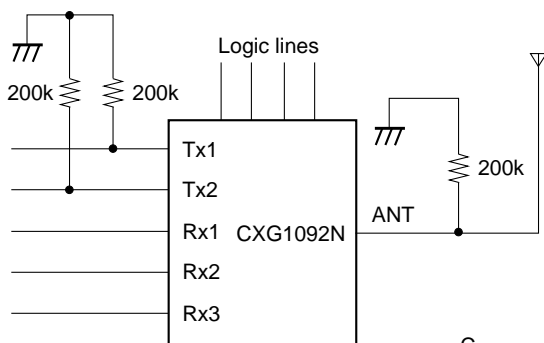 Logic lines
200k
200k
Tx1
200k
Tx2
ANT
Rx1
CXG1092N
Rx2
Rx3